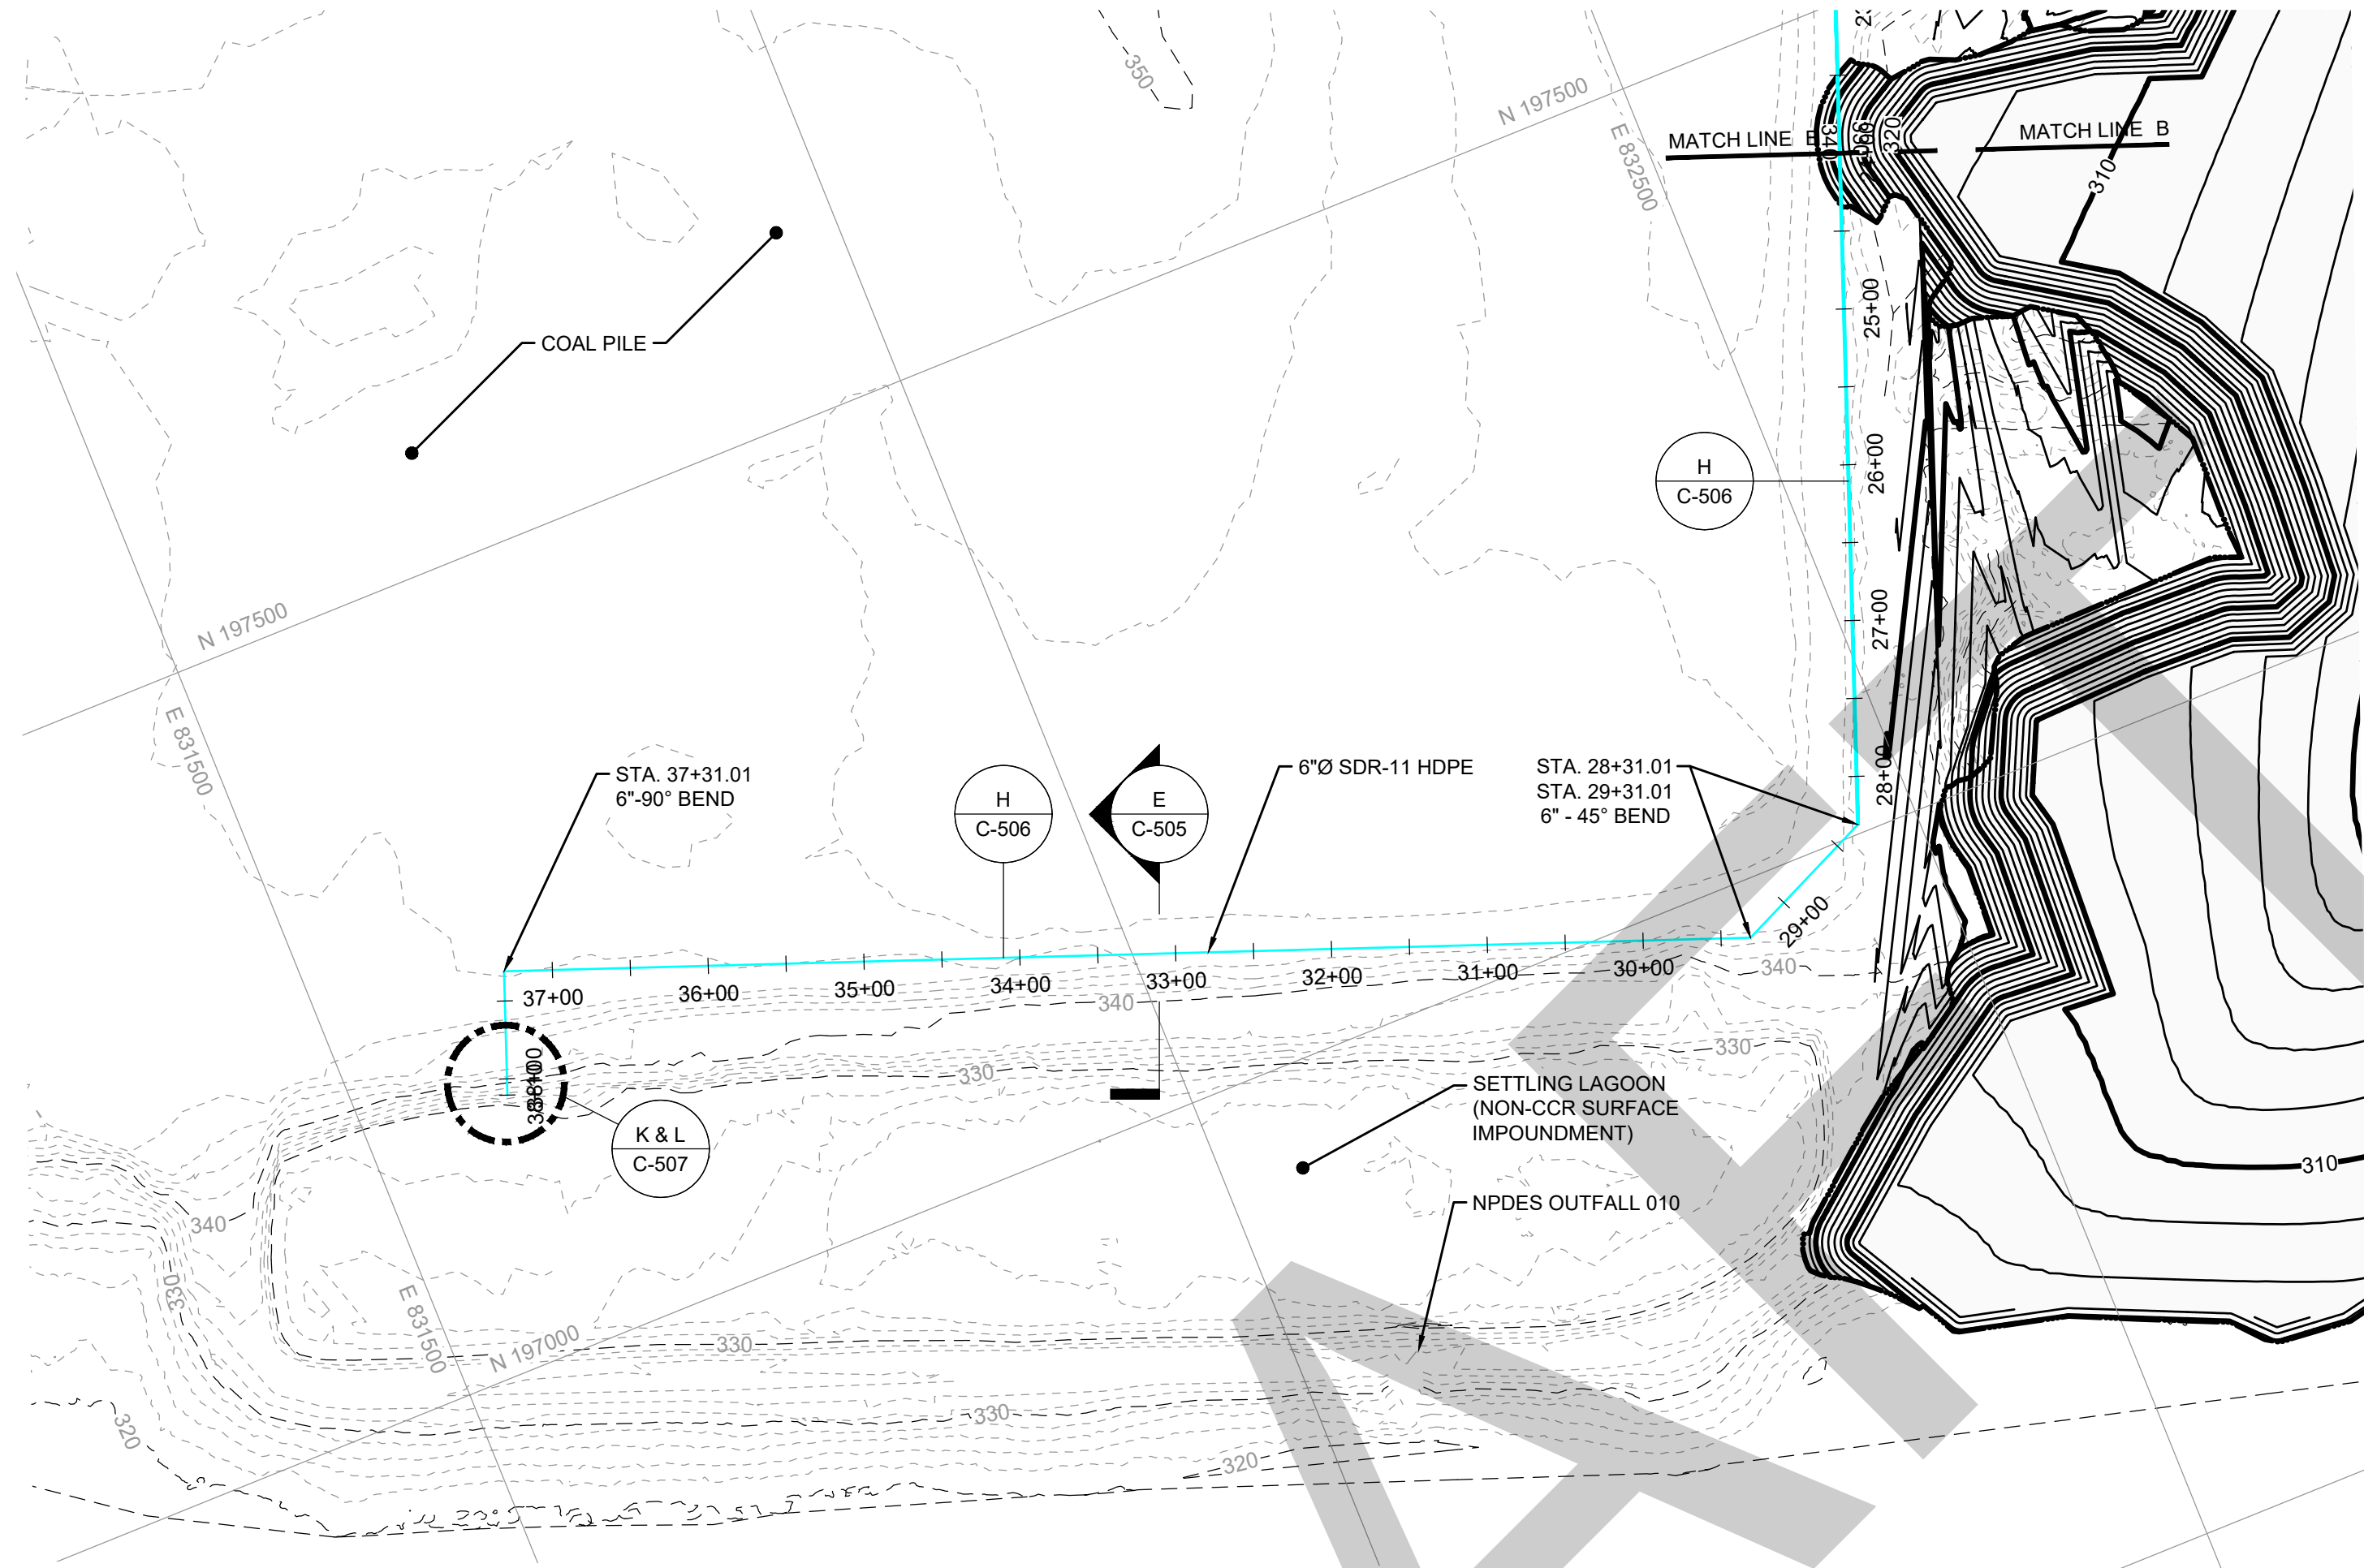 350
N 197500
E 832500
MATCH LINE
MATCH LINE B
340
320
310
COAL PILE
25+00
H
C-506
26+00
N 197500
27+00
E 831500
STA. 37+31.01
6"-90° BEND
H
C-506
E
C-505
6"Ø SDR-11 HDPE
STA. 28+31.01
STA. 29+31.01
6" - 45° BEND
28+00
29+00
37+00
36+00
35+00
34+00
33+00
32+00
31+00
30+00
340
340
330
330
38+00
K & L
C-507
SETTLING LAGOON
(NON-CCR SURFACE
IMPOUNDMENT)
310
NPDES OUTFALL 010
340
330
E 831500
N 197000
330
330
320
320